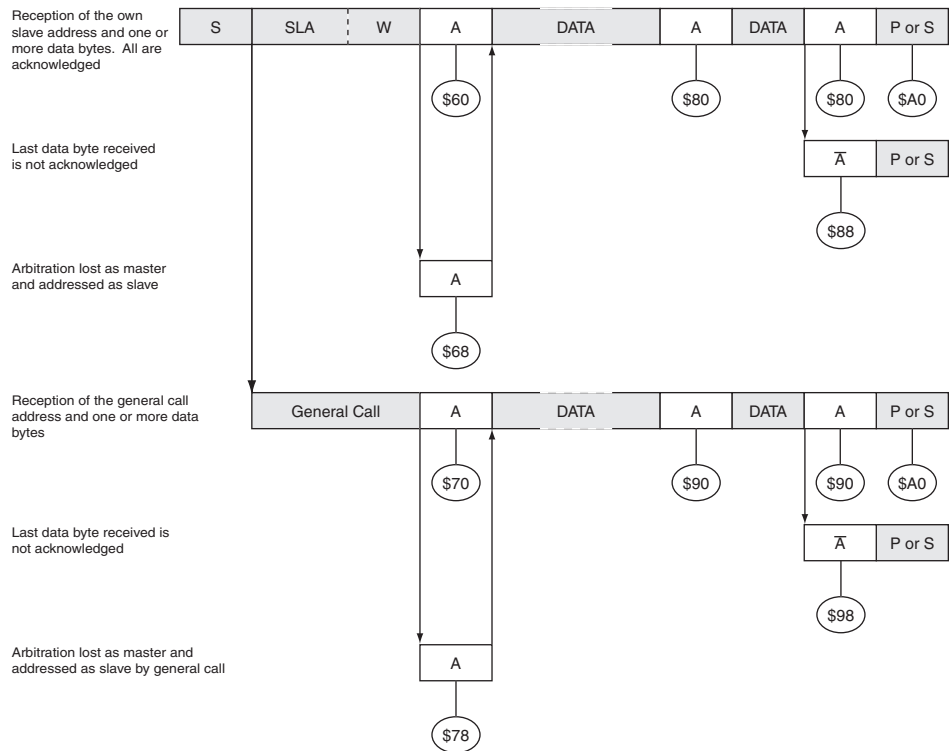 Reception of the own
slave address and one or
more data bytes. All are
acknowledged
S SLA W A DATA A DATA A P or S
$60 $80 $80 $A0
Last data byte received
is not acknowledged
A̅ P or S
$88
Arbitration lost as master
and addressed as slave
A
$68
Reception of the general call
address and one or more data
bytes
General Call A DATA A DATA A P or S
$70 $90 $90 $A0
Last data byte received is
not acknowledged
A̅ P or S
$98
Arbitration lost as master and
addressed as slave by general call
A
$78